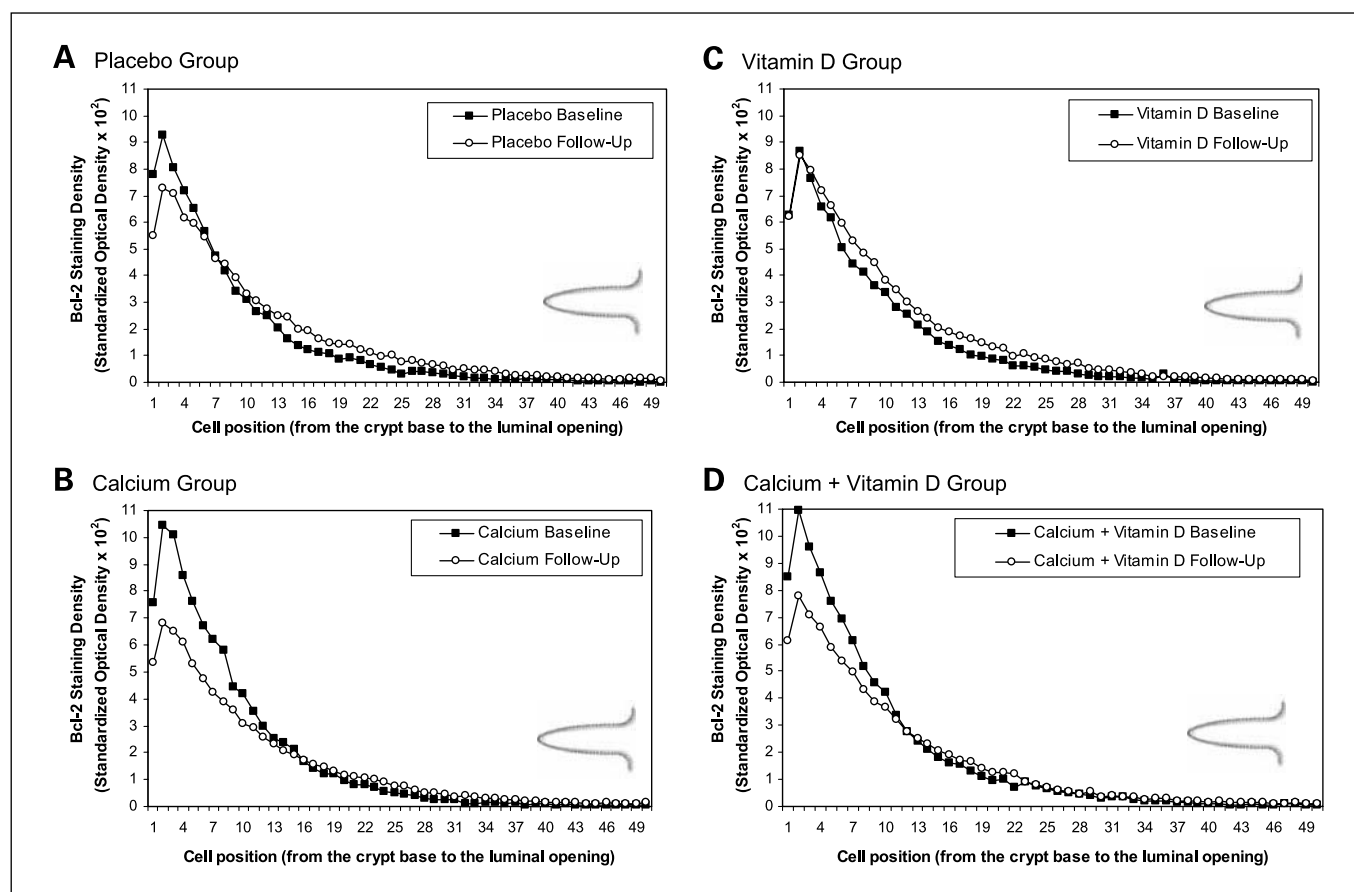 A Placebo Group
Bcl-2 Staining Density
(Standardized Optical Density x 10²)
11
10
9
8
7
6
5
4
3
2
1
0
Placebo Baseline
Placebo Follow-Up
1 4 7 10 13 16 19 22 25 28 31 34 37 40 43 46 49
Cell position (from the crypt base to the luminal opening)
B Calcium Group
Bcl-2 Staining Density
(Standardized Optical Density x 10²)
11
10
9
8
7
6
5
4
3
2
1
0
Calcium Baseline
Calcium Follow-Up
1 4 7 10 13 16 19 22 25 28 31 34 37 40 43 46 49
Cell position (from the crypt base to the luminal opening)
C Vitamin D Group
Bcl-2 Staining Density
(Standardized Optical Density x 10²)
11
10
9
8
7
6
5
4
3
2
1
0
Vitamin D Baseline
Vitamin D Follow-Up
1 4 7 10 13 16 19 22 25 28 31 34 37 40 43 46 49
Cell position (from the crypt base to the luminal opening)
D Calcium + Vitamin D Group
Bcl-2 Staining Density
(Standardized Optical Density x 10²)
11
10
9
8
7
6
5
4
3
2
1
0
Calcium + Vitamin D Baseline
Calcium + Vitamin D Follow-Up
1 4 7 10 13 16 19 22 25 28 31 34 37 40 43 46 49
Cell position (from the crypt base to the luminal opening)